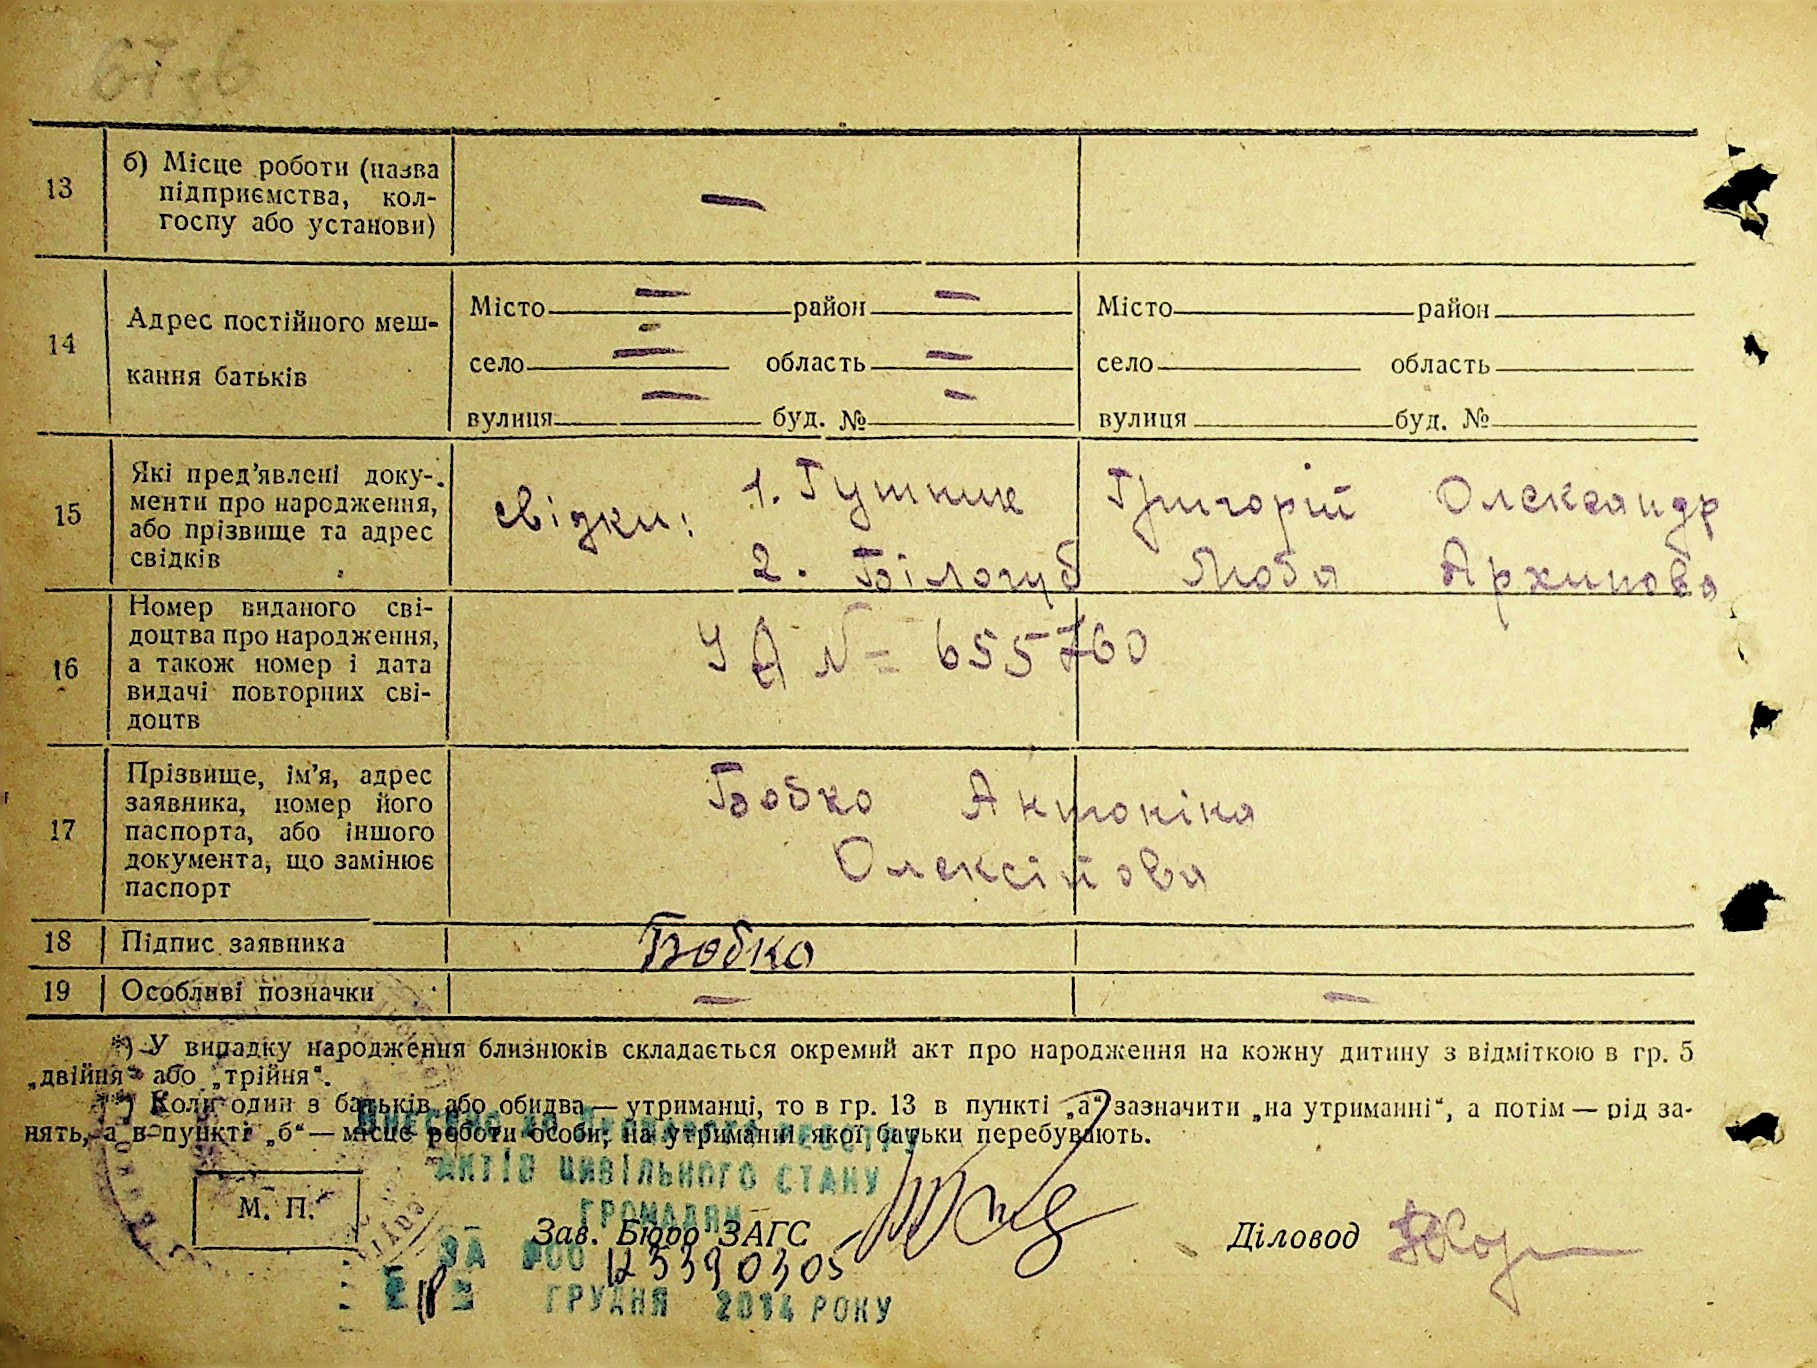 67зб
13
б) Місце роботи (назва
підприємства, кол-
госпу або установи)
—
14
Адрес постійного меш-
кання батьків
Місто — район —
село — область —
вулиця — буд. № —
Місто район
село область
вулиця буд. №
15
Які пред'явлені доку-
менти про народження,
або прізвище та адрес
свідків
свідки: 1. Гутник Григорій Олександр
2. Білогуб Люба Архипова
16
Номер виданого сві-
доцтва про народження,
а також номер і дата
видачі повторних сві-
доцтв
УА № 655760
17
Прізвище, ім'я, адрес
заявника, номер його
паспорта, або іншого
документа, що замінює
паспорт
Бобко Антоніна
Олексіїовна
18 Підпис заявника Бобко
19 Особливі позначки — —
*) У випадку народження близнюків складається окремий акт про народження на кожну дитину з відміткою в гр. 5
„двійня“ або „трійня“.
**) Коли один з батьків або обидва — утриманці, то в гр. 13 в пункті „а“ зазначити „на утриманні“, а потім — рід за-
нять, а в пункті „б“ — місце роботи особи, на утриманні якої батьки перебувають.
АКТІВ ЦИВІЛЬНОГО СТАНУ
ГРОМАДЯН
М. П.
Зав. Бюро ЗАГС
Діловод
ЗА №00 125390305
18 ГРУДНЯ 2014 РОКУ